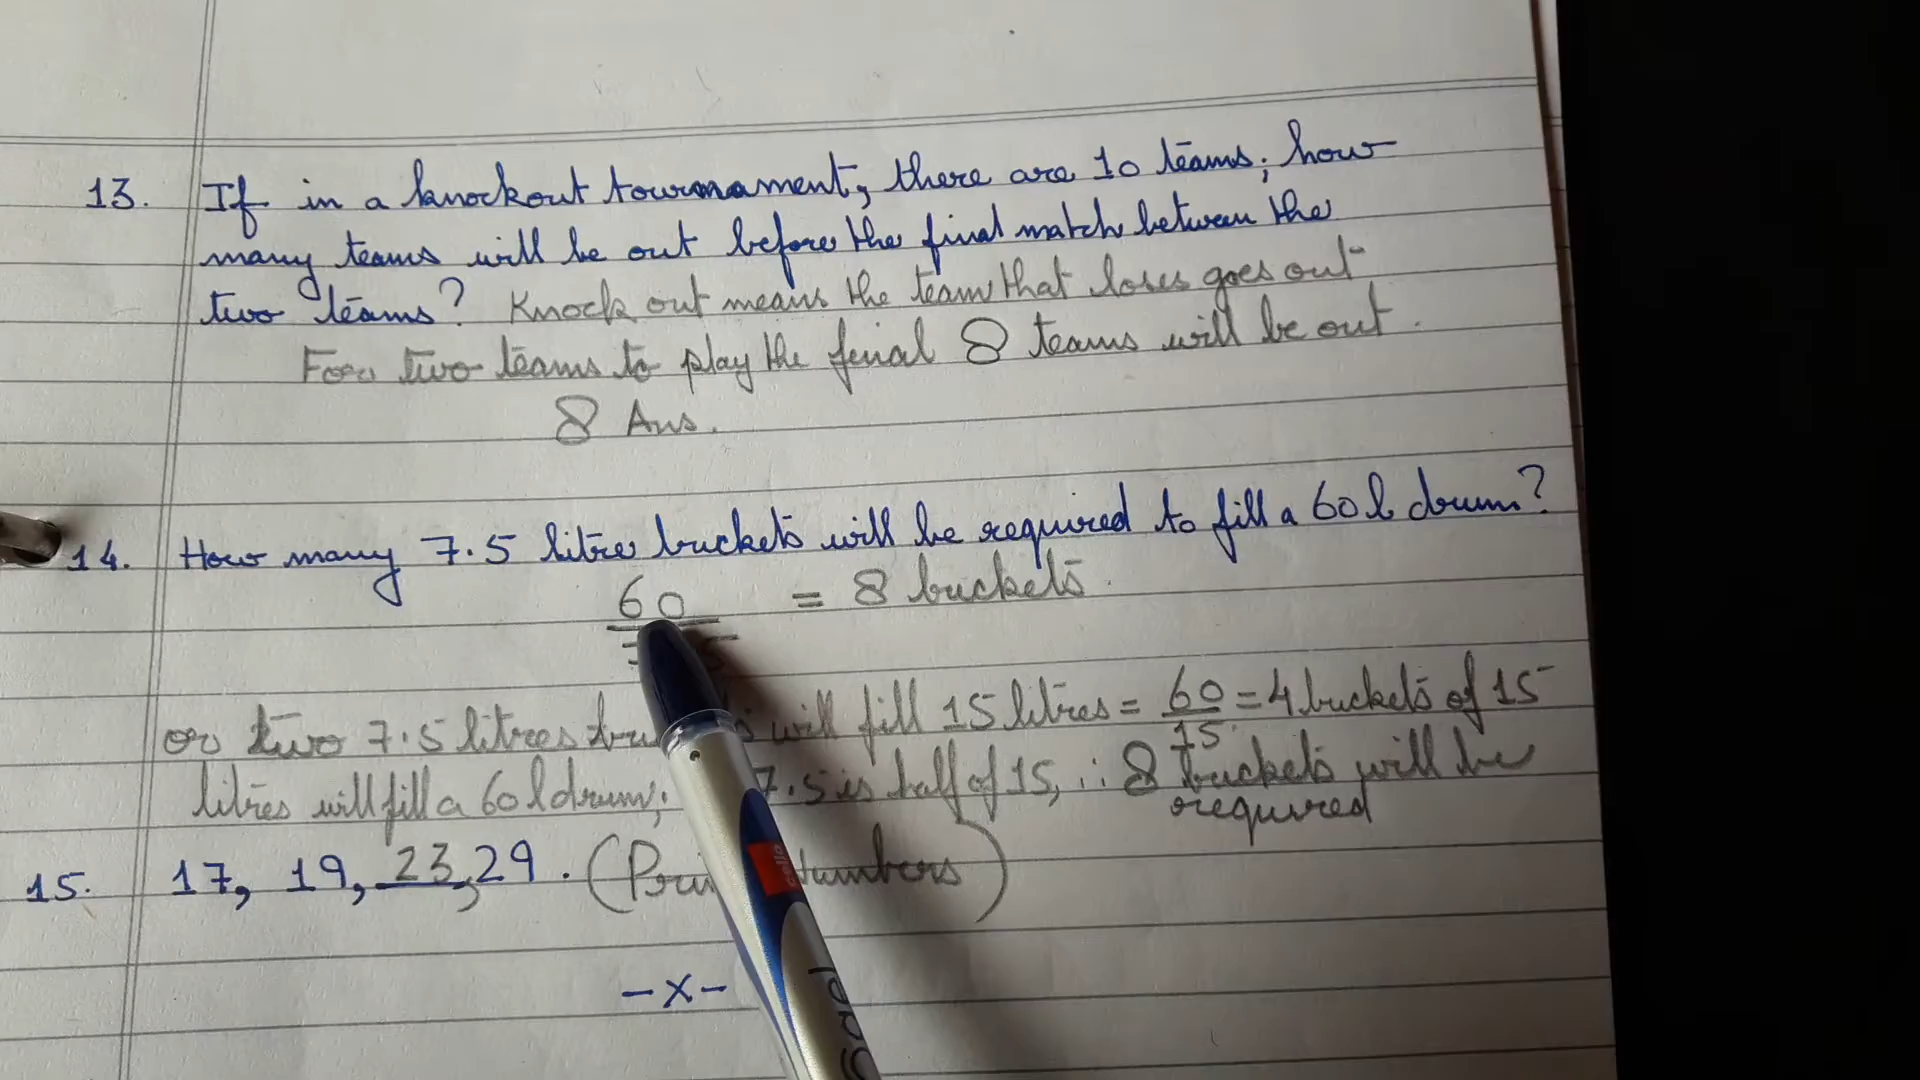 13. If in a knockout tournament, there are 10 teams; how
many teams will be out before the final match between the
two teams? Knock out means the team that loses goes out
For two teams to play the final 8 teams will be out.
8 Ans.
14. How many 7.5 litre buckets will be required to fill a 60 l drum?
60 = 8 buckets.
or two 7.5 litres will fill 15 litres = 60/15 = 4 buckets of 15
litres will fill a 60 l drum, 7.5 is half of 15, ∴ 8 buckets will be
required
15. 17, 19, 23, 29. (Prime Numbers)
-x-
cello